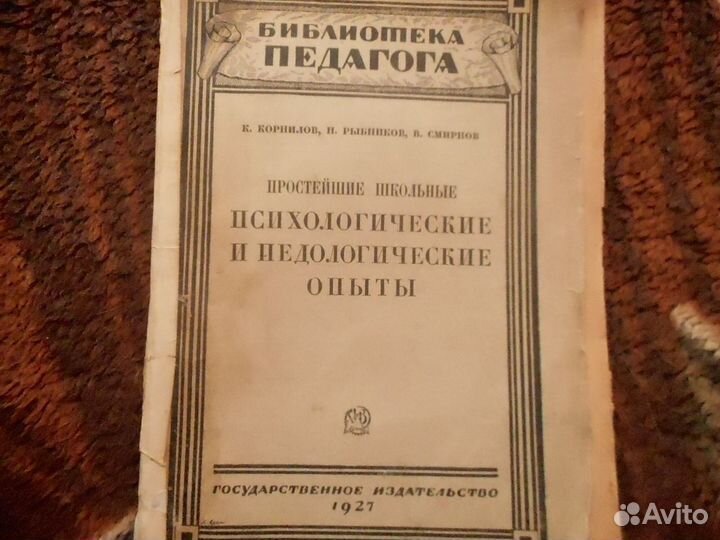 БИБЛИОТЕКА
ПЕДАГОГА
К. КОРНИЛОВ, Н. РЫБНИКОВ, В. СМИРНОВ
ПРОСТЕЙШИЕ ШКОЛЬНЫЕ
ПСИХОЛОГИЧЕСКИЕ
И ПЕДОЛОГИЧЕСКИЕ
ОПЫТЫ
ГОСУДАРСТВЕННОЕ ИЗДАТЕЛЬСТВО
1927
Avito